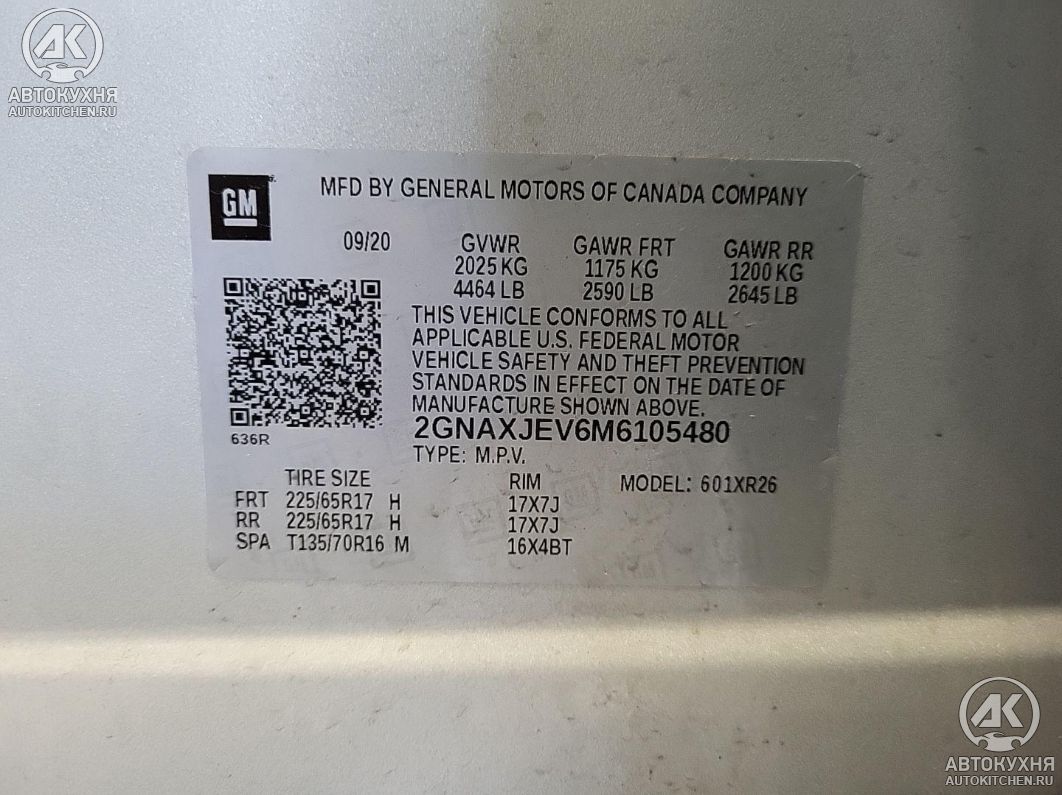 АК
АВТОКУХНЯ
AUTOKITCHEN.RU
GM
MFD BY GENERAL MOTORS OF CANADA COMPANY
09/20 GVWR GAWR FRT GAWR RR
2025 KG 1175 KG 1200 KG
4464 LB 2590 LB 2645 LB
THIS VEHICLE CONFORMS TO ALL
APPLICABLE U.S. FEDERAL MOTOR
VEHICLE SAFETY AND THEFT PREVENTION
STANDARDS IN EFFECT ON THE DATE OF
MANUFACTURE SHOWN ABOVE.
636R
2GNAXJEV6M6105480
TYPE: M.P.V.
TIRE SIZE RIM MODEL: 601XR26
FRT 225/65R17 H 17X7J
RR 225/65R17 H 17X7J
SPA T135/70R16 M 16X4BT
АК
АВТОКУХНЯ
AUTOKITCHEN.RU